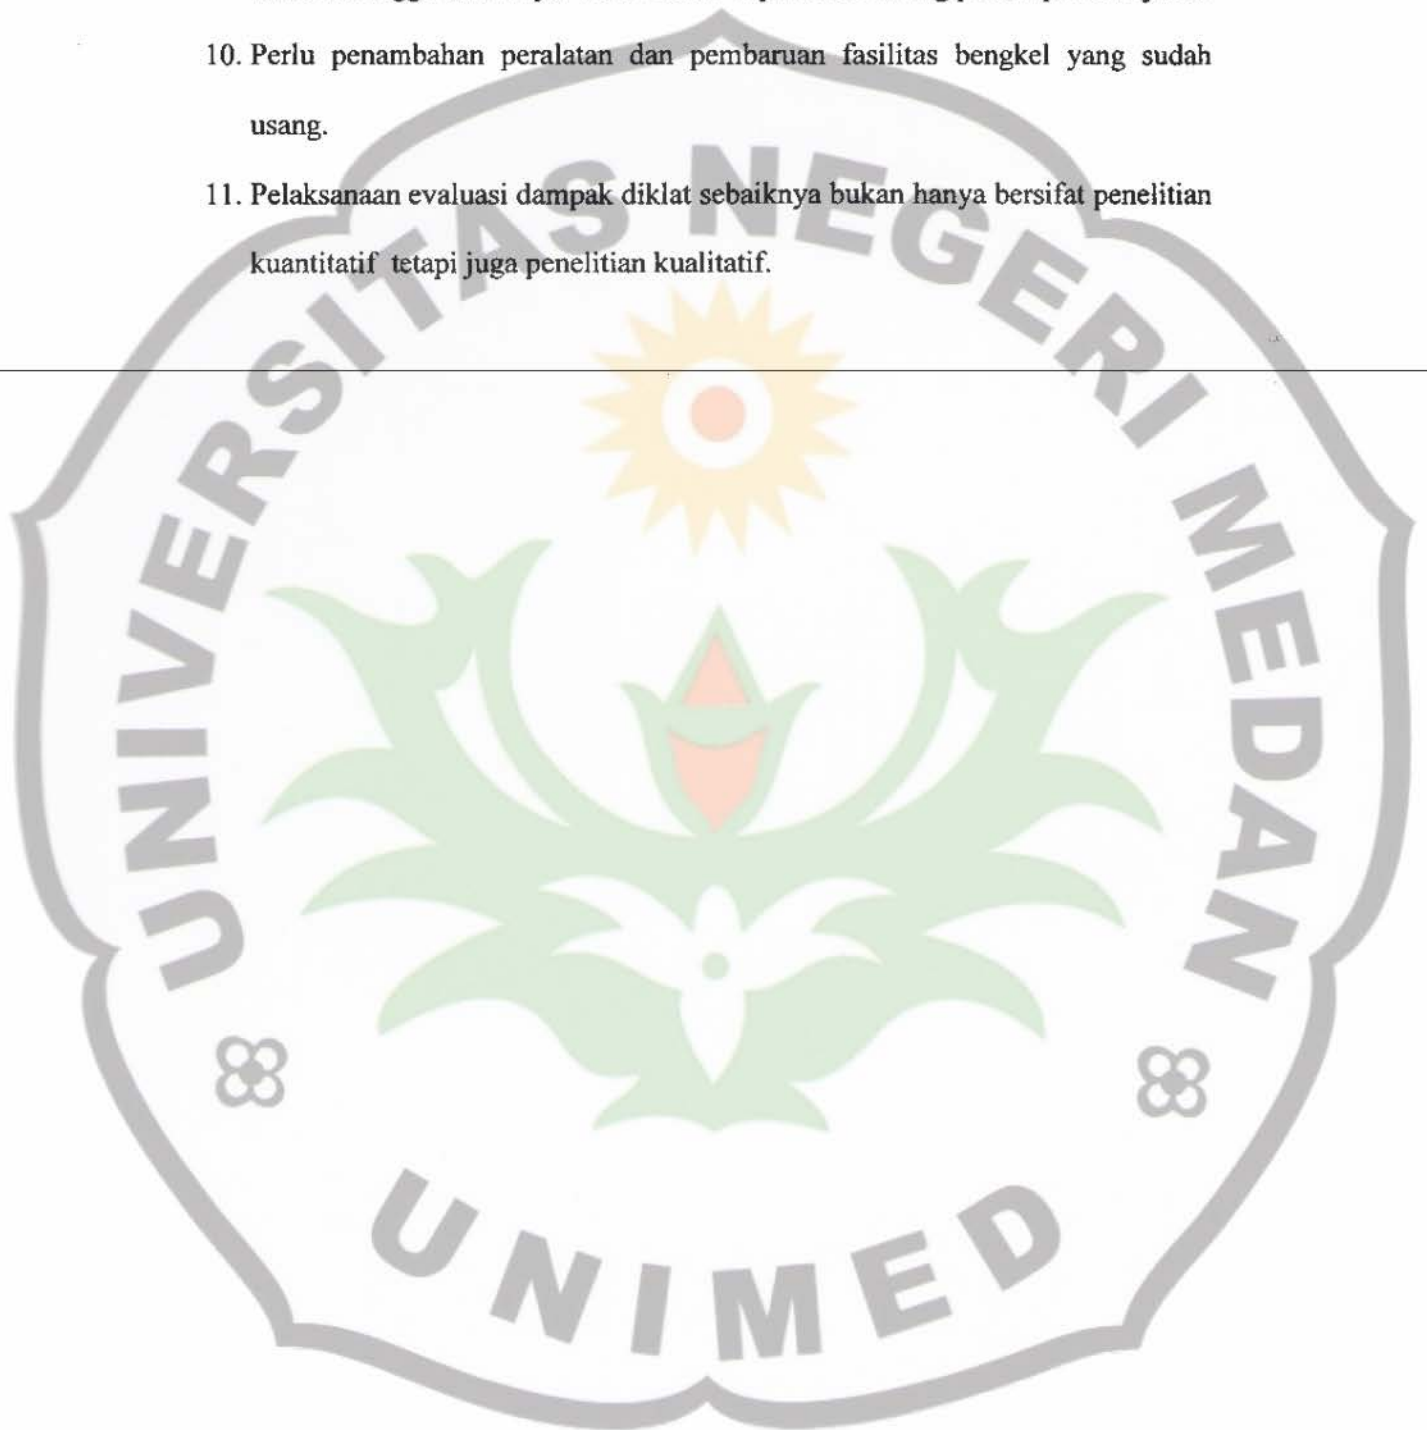 10. Perlu penambahan peralatan dan pembaruan fasilitas bengkel yang sudah
usang.
11. Pelaksanaan evaluasi dampak diklat sebaiknya bukan hanya bersifat penelitian
kuantitatif tetapi juga penelitian kualitatif.
UNIVERSITAS NEGERI MEDAN
UNIMED